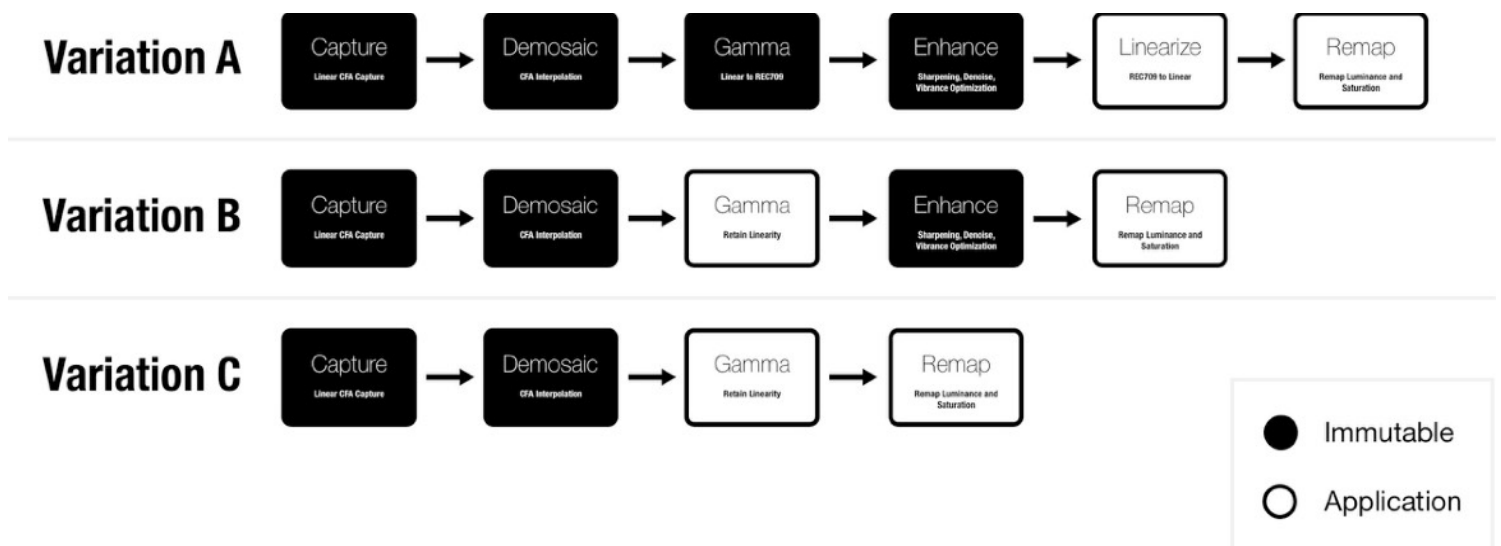 Variation A
Capture
Linear CFA Capture
Demosaic
CFA Interpolation
Gamma
Linear to REC709
Enhance
Sharpening, Denoise,
Vibrance Optimization
Linearize
REC709 to Linear
Remap
Remap Luminance and
Saturation
Variation B
Capture
Linear CFA Capture
Demosaic
CFA Interpolation
Gamma
Retain Linearity
Enhance
Sharpening, Denoise,
Vibrance Optimization
Remap
Remap Luminance and
Saturation
Variation C
Capture
Linear CFA Capture
Demosaic
CFA Interpolation
Gamma
Retain Linearity
Remap
Remap Luminance and
Saturation
Immutable
Application